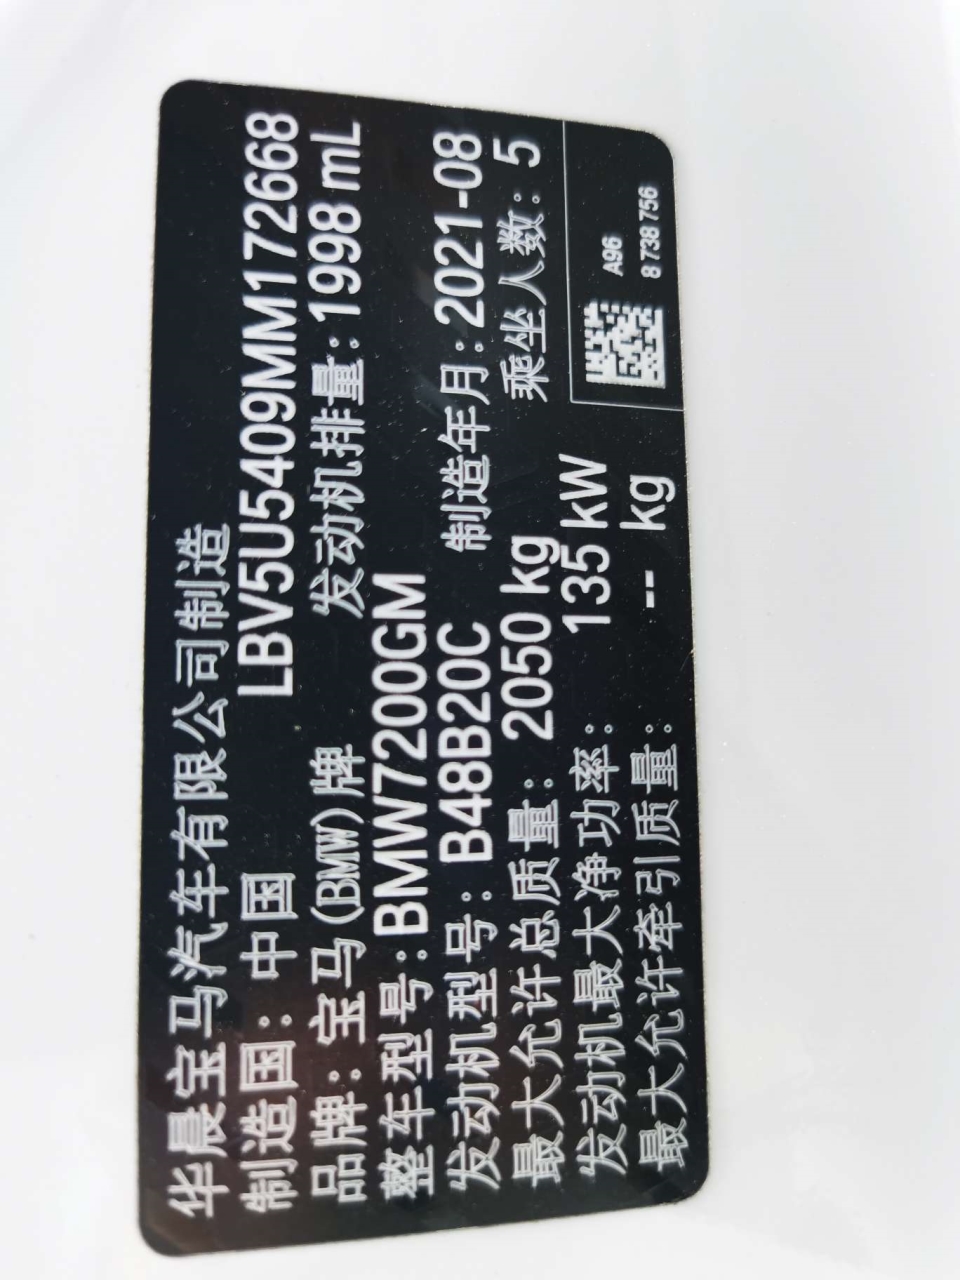 华晨宝马汽车有限公司制造
制造国：中国 LBV5U5409MM172668
品牌：宝马(BMW)牌 发动机排量：1998 mL
整车型号：BMW7200GM
发动机型号：B48B20C 制造年月：2021-08
最大允许总质量：2050 kg 乘坐人数：5
发动机最大净功率：135 kW
最大允许牵引质量：-- kg
A96
8 738 756